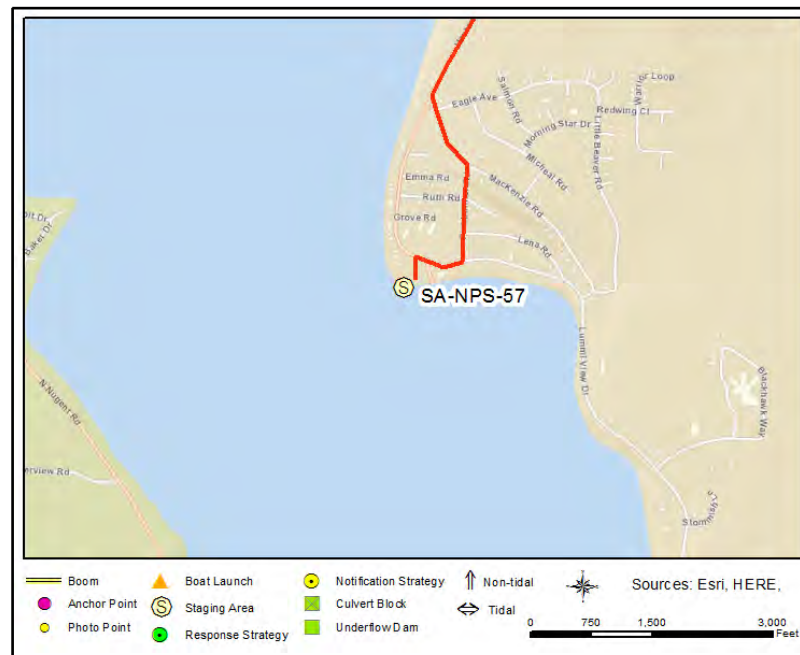 Eagle Ave
Salmon Rd
Loop
Redwing Ct
Morning Star Dr
Little Beaver Rd
Micheal Rd
Emma Rd
MacKenzie Rd
Ruth Rd
Grove Rd
Lena Rd
Baker Dr
SA-NPS-57
S
Lummi View Dr
N Nugent Rd
Blackhawk Way
erview Rd
Boom
Boat Launch
Notification Strategy
Non-tidal
Sources: Esri, HERE,
Anchor Point
S
Staging Area
Culvert Block
Tidal
Photo Point
Response Strategy
Underflow Dam
0 750 1,500 3,000
Feet